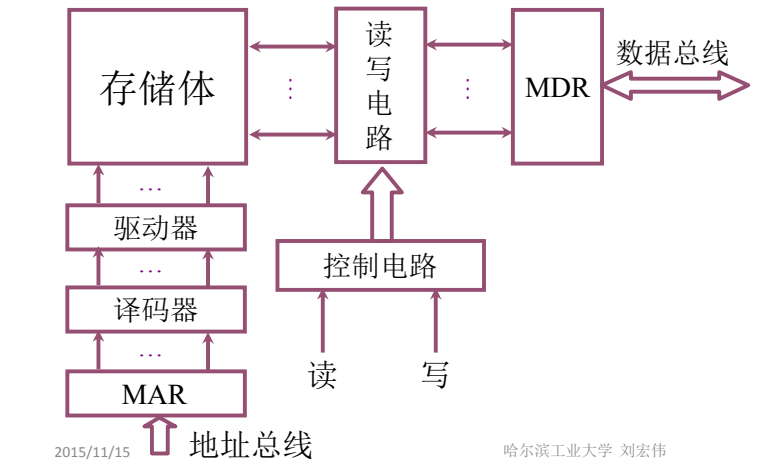 存储体
读写电路
MDR
数据总线
驱动器
控制电路
译码器
MAR
读
写
地址总线
2015/11/15
哈尔滨工业大学 刘宏伟